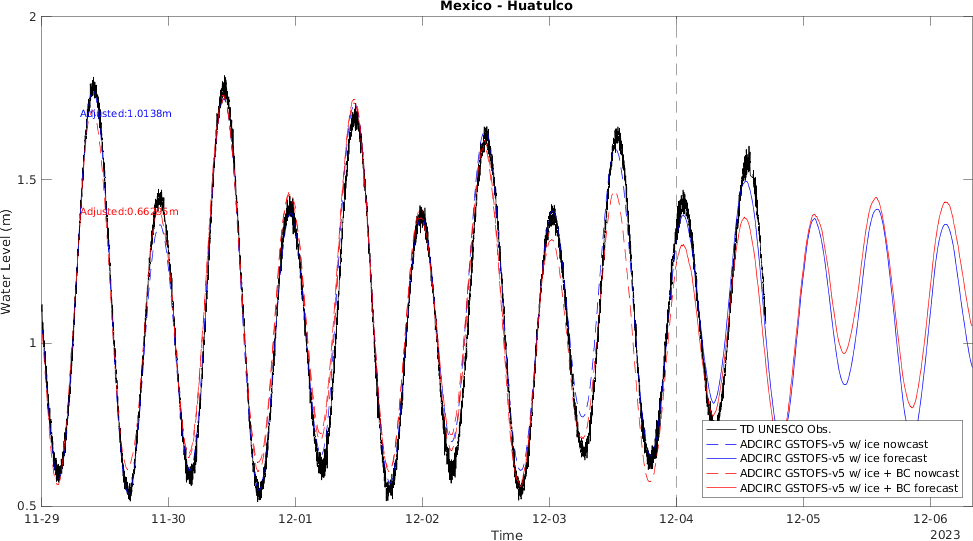 Mexico - Huatulco
2
Adjusted:1.0138m
1.5
Adjusted:0.66295m
Water Level (m)
1
TD UNESCO Obs.
ADCIRC GSTOFS-v5 w/ ice nowcast
ADCIRC GSTOFS-v5 w/ ice forecast
ADCIRC GSTOFS-v5 w/ ice + BC nowcast
ADCIRC GSTOFS-v5 w/ ice + BC forecast
0.5
11-29 11-30 12-01 12-02 12-03 12-04 12-05 12-06
Time 2023